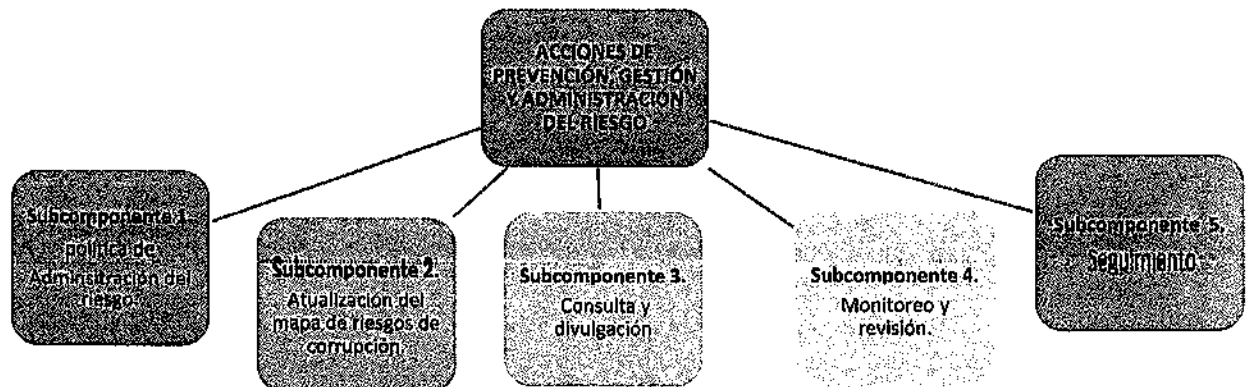 ACCIONES DE
PREVENCIÓN, GESTIÓN
Y ADMINISTRACIÓN
DEL RIESGO
Subcomponente 1.
política de
Adminsitración del
riesgo.
Subcomponente 2.
Atualización del
mapa de riesgos de
corrupción.
Subcomponente 3.
Consulta y
divulgación
Subcomponente 4.
Monitoreo y
revisión.
Subcomponente 5.
Seguimiento